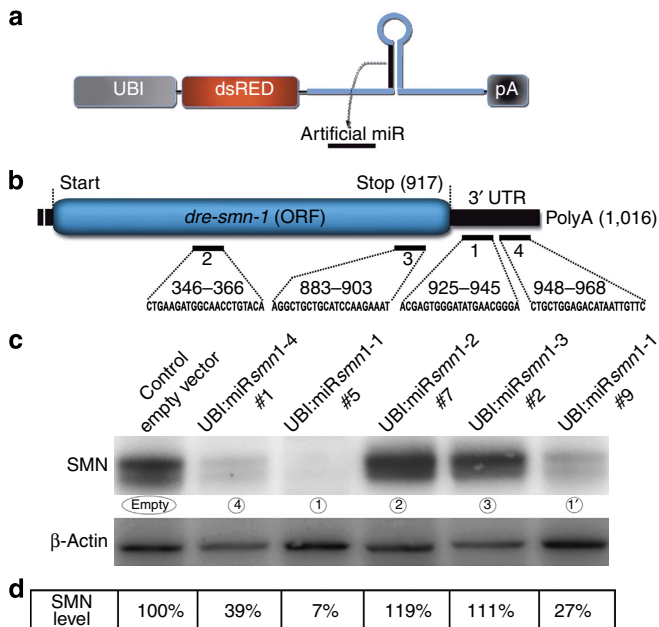 a
UBI dsRED pA
Artificial miR
b
Start Stop (917) 3′ UTR
dre-smn-1 (ORF) PolyA (1,016)
2 3 1 4
346–366 883–903 925–945 948–968
CTGAAGATGGCAACCTGTACA AGGCTGCTGCATCCAAGAAAT ACGAGTGGGATATGAACGGGA CTGCTGGAGACATAATTGTTC
c
Control
empty vector
UBI:miRsmn1-4
#1
UBI:miRsmn1-1
#5
UBI:miRsmn1-2
#7
UBI:miRsmn1-3
#2
UBI:miRsmn1-1
#9
SMN
Empty 4 1 2 3 1′
β-Actin
d
SMN
level 100% 39% 7% 119% 111% 27%